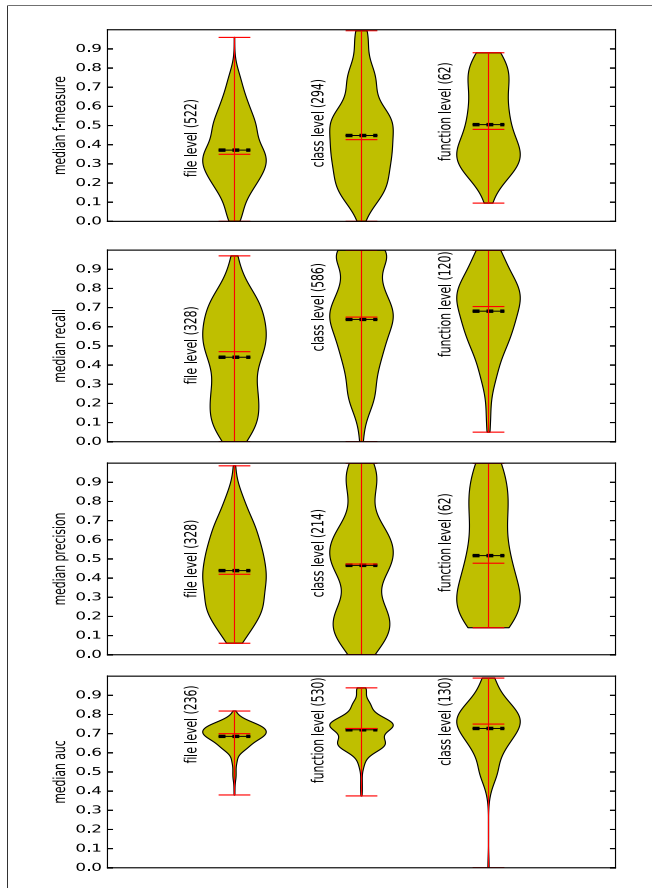 median f-measure
0.9
0.8
0.7
0.6
0.5
0.4
0.3
0.2
0.1
0.0
file level (522)
class level (294)
function level (62)
median recall
0.9
0.8
0.7
0.6
0.5
0.4
0.3
0.2
0.1
0.0
file level (328)
class level (586)
function level (120)
median precision
0.9
0.8
0.7
0.6
0.5
0.4
0.3
0.2
0.1
0.0
file level (328)
class level (214)
function level (62)
median auc
0.9
0.8
0.7
0.6
0.5
0.4
0.3
0.2
0.1
0.0
file level (236)
function level (530)
class level (130)